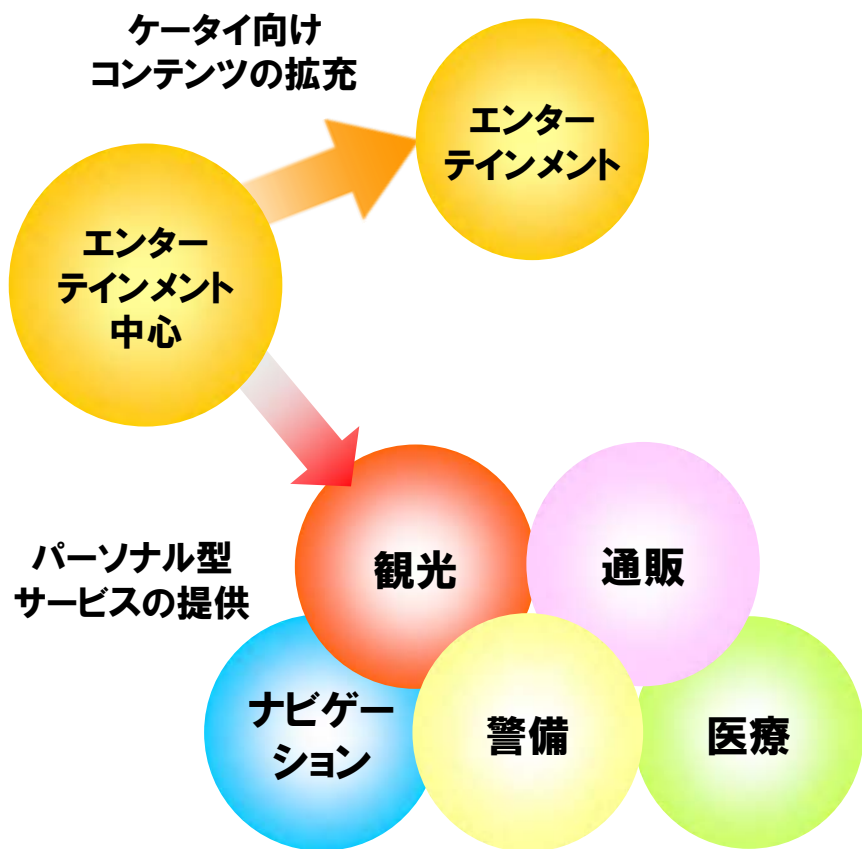 ケータイ向け
コンテンツの拡充
エンター
テインメント
エンター
テインメント
中心
パーソナル型
サービスの提供
観光
通販
ナビゲー
ション
警備
医療